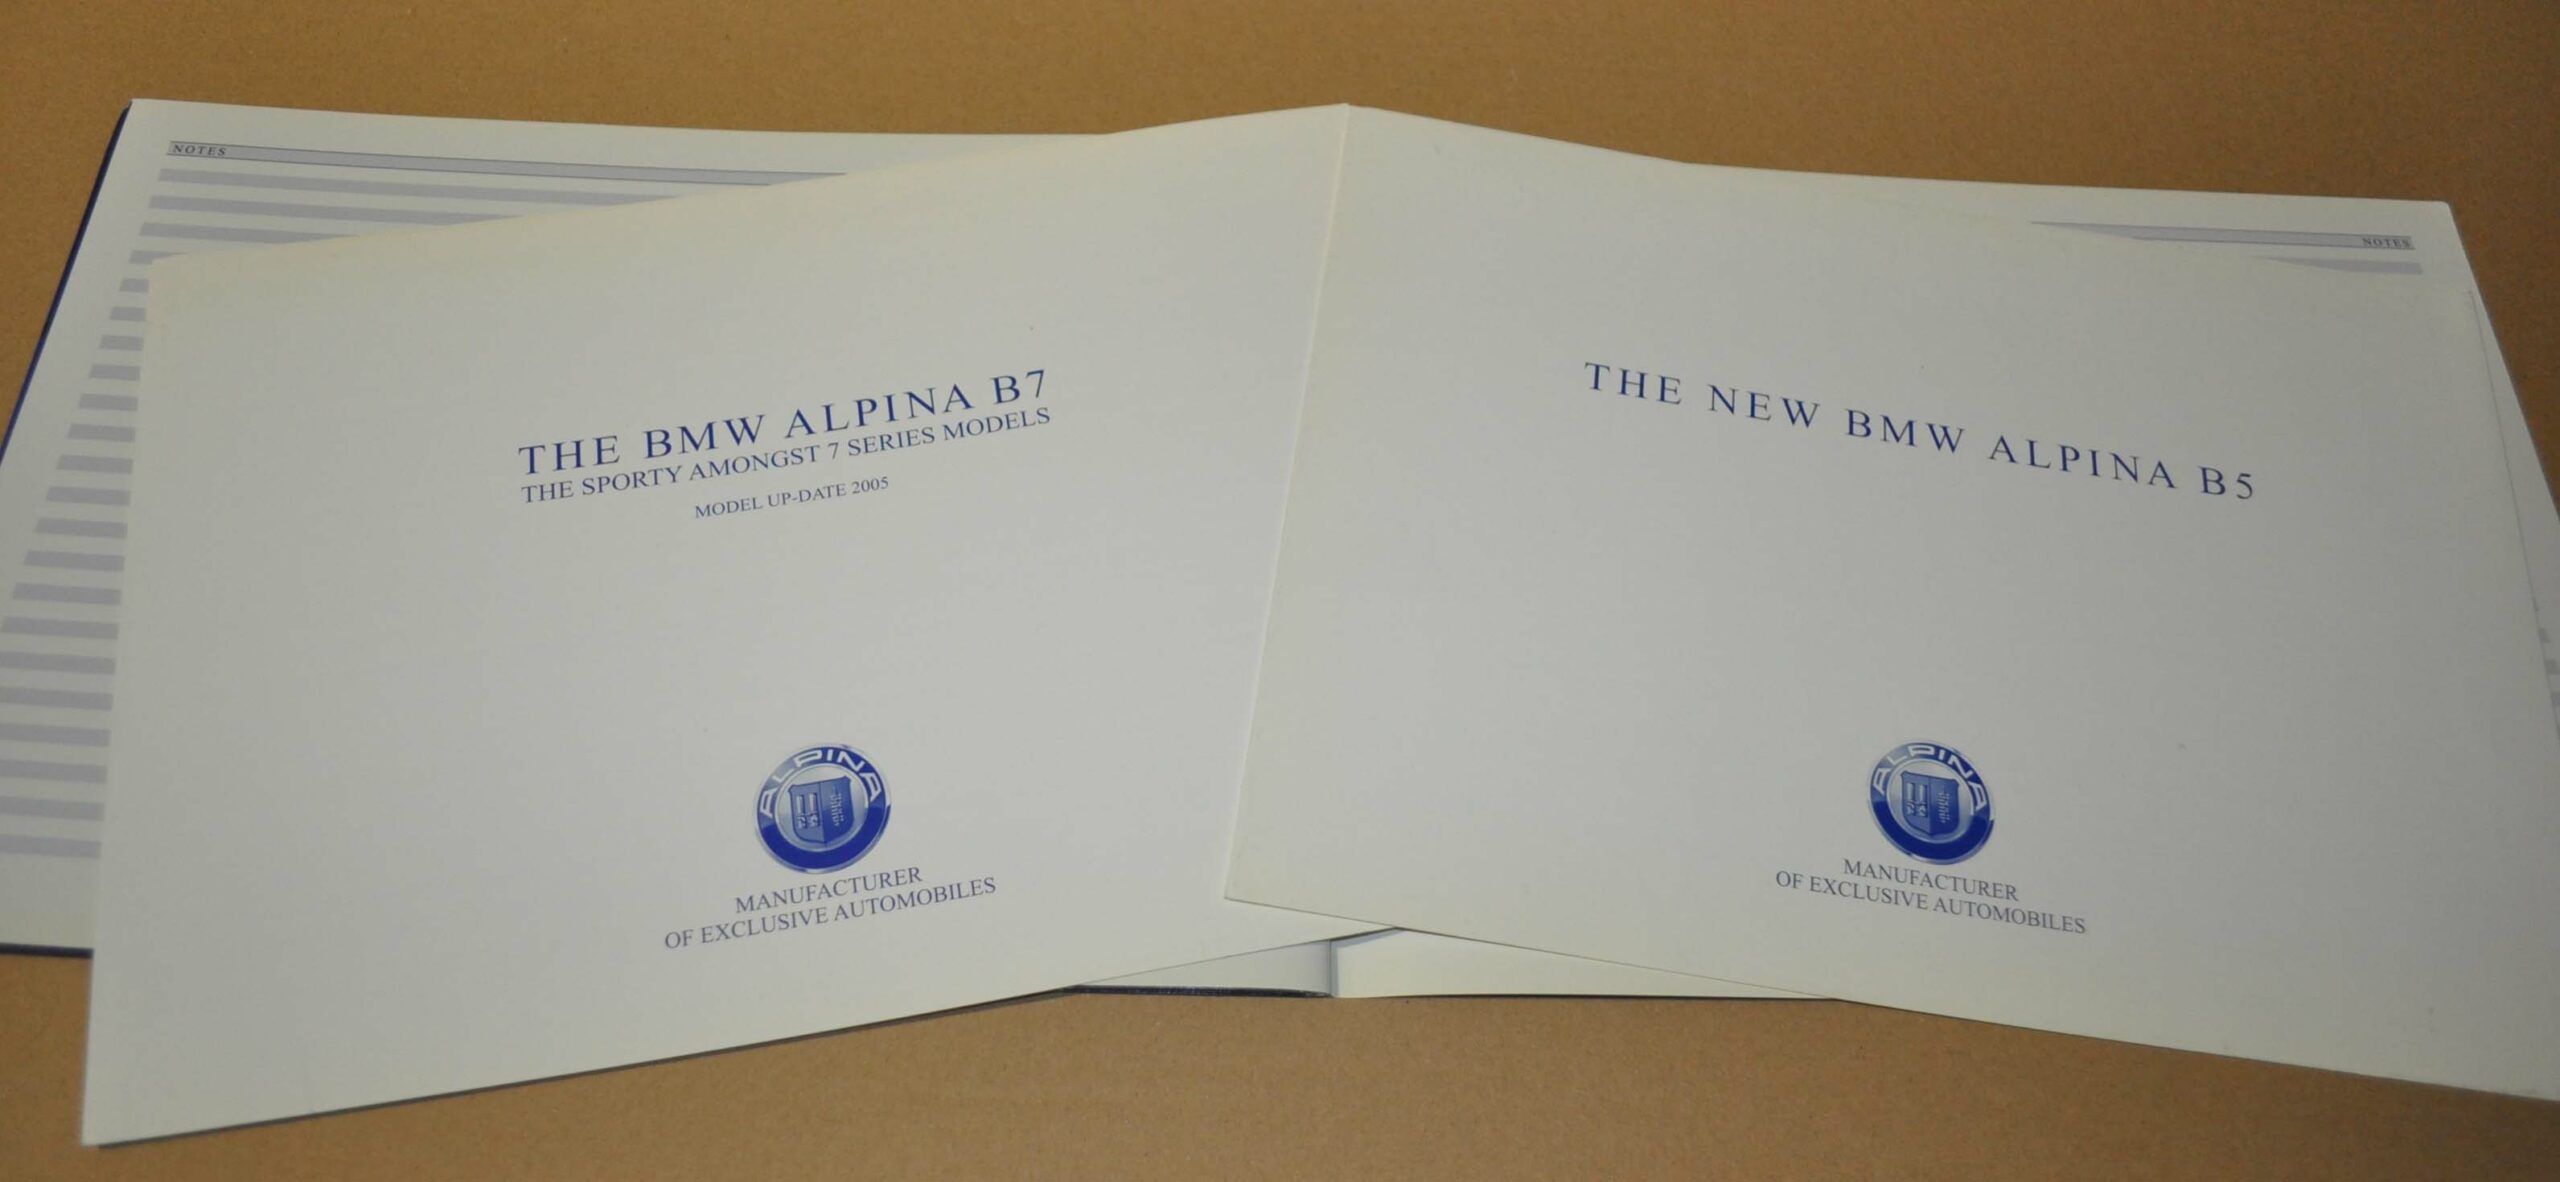 NOTES
THE BMW ALPINA B7
THE SPORTY AMONGST 7 SERIES MODELS
MODEL UP-DATE 2005
ALPINA
MANUFACTURER
OF EXCLUSIVE AUTOMOBILES
NOTES
THE NEW BMW ALPINA B5
ALPINA
MANUFACTURER
OF EXCLUSIVE AUTOMOBILES